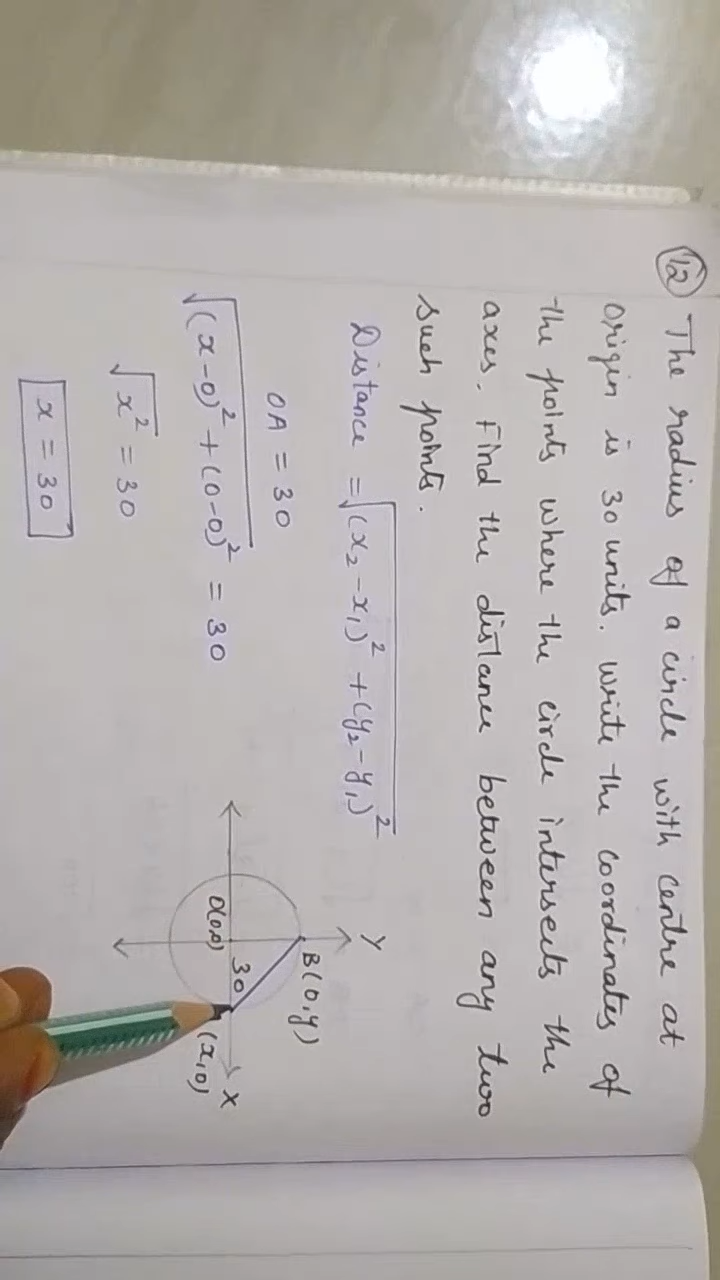 12 The radius of a circle with centre at
origin is 30 units. write the coordinates of
the points where the circle intersects the
axes. Find the distance between any two
such points.
Distance = √(x₂ - x₁)² + (y₂ - y₁)²
OA = 30
√(x-0)² + (0-0)² = 30
√x² = 30
x = 30
Y
B(0,y)
O(0,0)
30
X
(x,0)